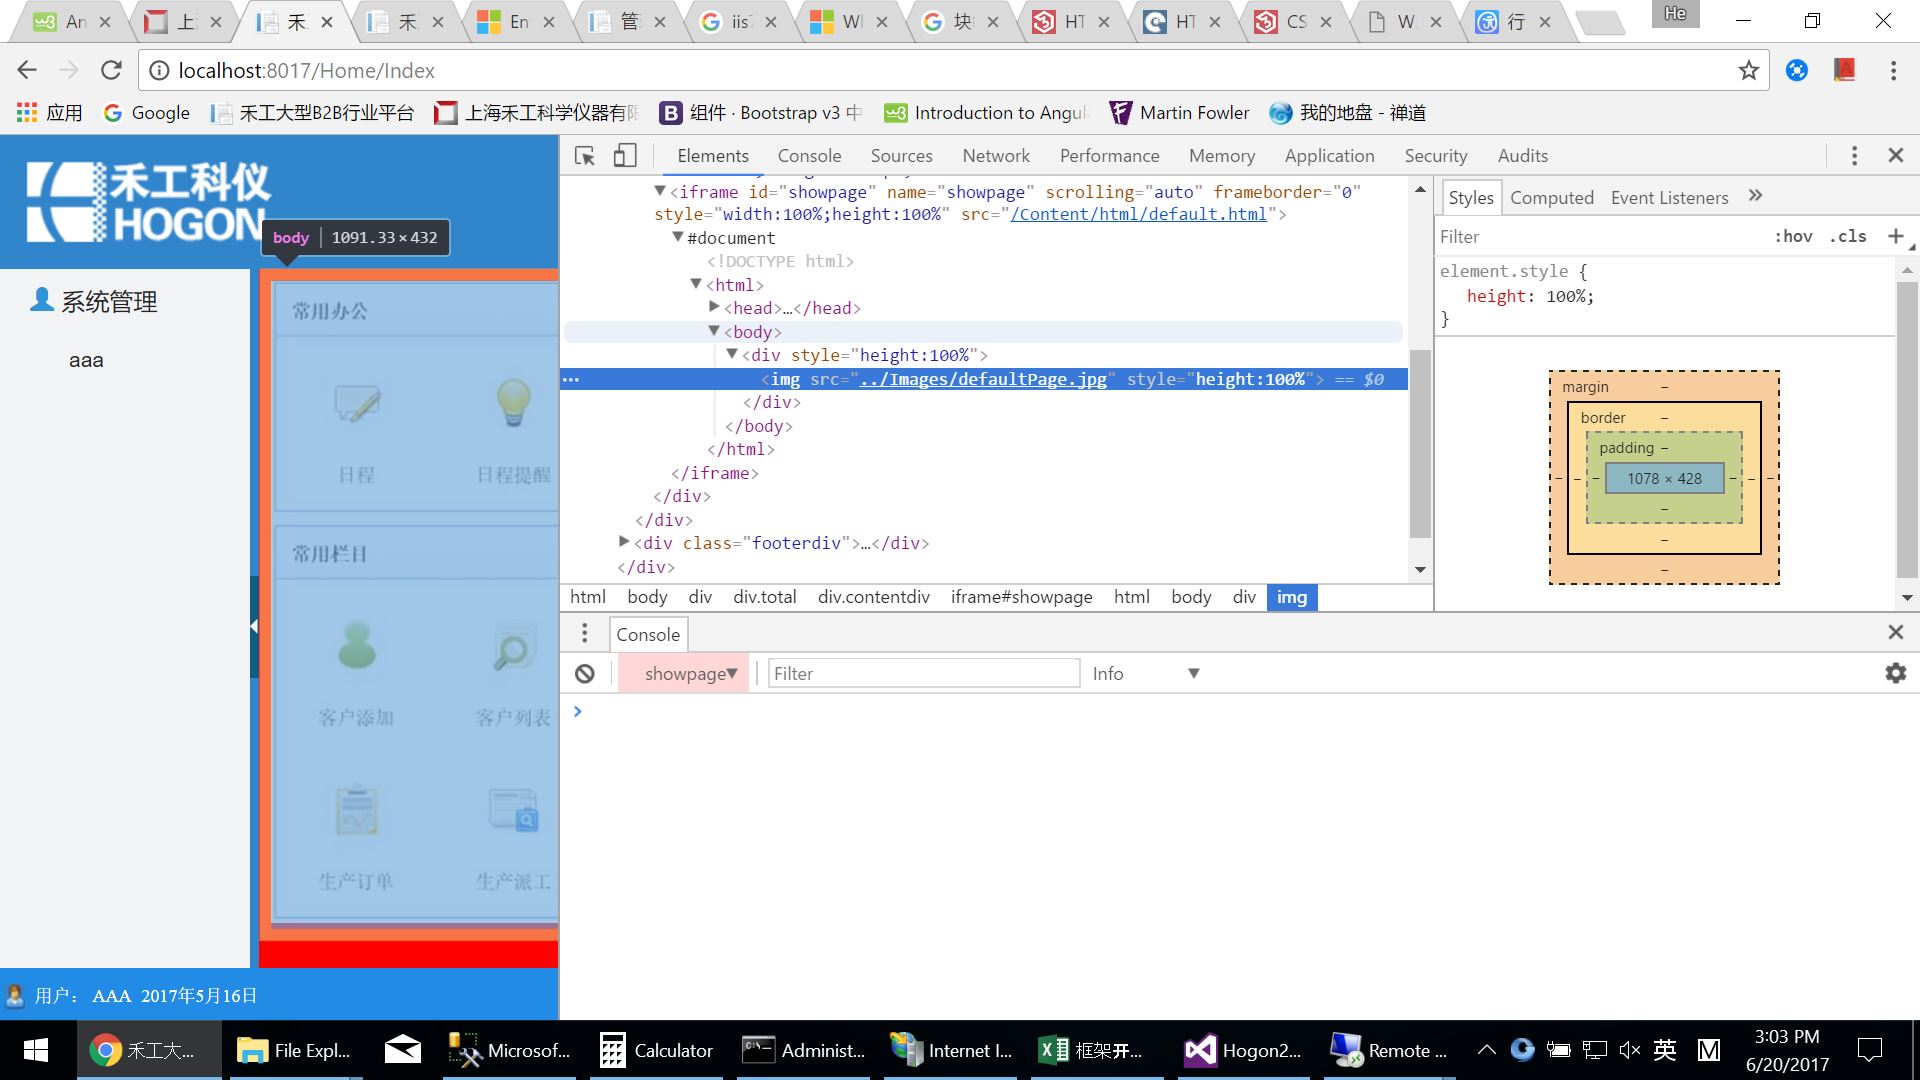 An
上
禾
禾
En
管
iis7
Wl
块
HT
HT
CS
W
行
He
localhost:8017/Home/Index
应用
Google
禾工大型B2B行业平台
上海禾工科学仪器有限
组件 · Bootstrap v3 中
Introduction to Angul
Martin Fowler
我的地盘 - 禅道
禾工科仪
HOGON
body 1091.33 × 432
系统管理
aaa
常用办公
日程
日程提醒
常用栏目
客户添加
客户列表
生产订单
生产派工
用户： AAA 2017年5月16日
Elements Console Sources Network Performance Memory Application Security Audits
<iframe id="showpage" name="showpage" scrolling="auto" frameborder="0"
style="width:100%;height:100%" src="/Content/html/default.html">
#document
<!DOCTYPE html>
<html>
<head>…</head>
<body>
<div style="height:100%">
<img src="../Images/defaultPage.jpg" style="height:100%"> == $0
</div>
</body>
</html>
</iframe>
</div>
</div>
<div class="footerdiv">…</div>
</div>
html body div div.total div.contentdiv iframe#showpage html body div img
Styles Computed Event Listeners »
Filter :hov .cls +
element.style {
height: 100%;
}
margin –
border –
padding –
– – – 1078 × 428 – – –
–
–
–
Console
showpage▼ Filter Info ▼
禾工大...
File Expl...
Microsof...
Calculator
Administ...
Internet I...
框架开...
Hogon2...
Remote ...
英
M
3:03 PM
6/20/2017